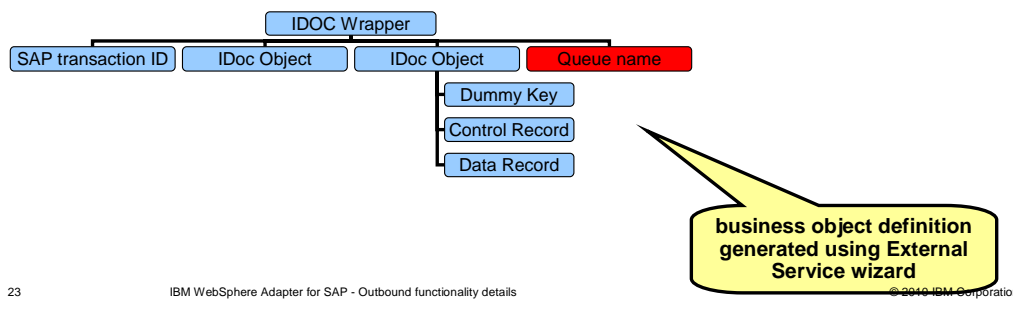 IDOC Wrapper
SAP transaction ID
IDoc Object
IDoc Object
Queue name
Dummy Key
Control Record
Data Record
business object definition
generated using External
Service wizard
23
IBM WebSphere Adapter for SAP - Outbound functionality details
© 2010 IBM Corporatio